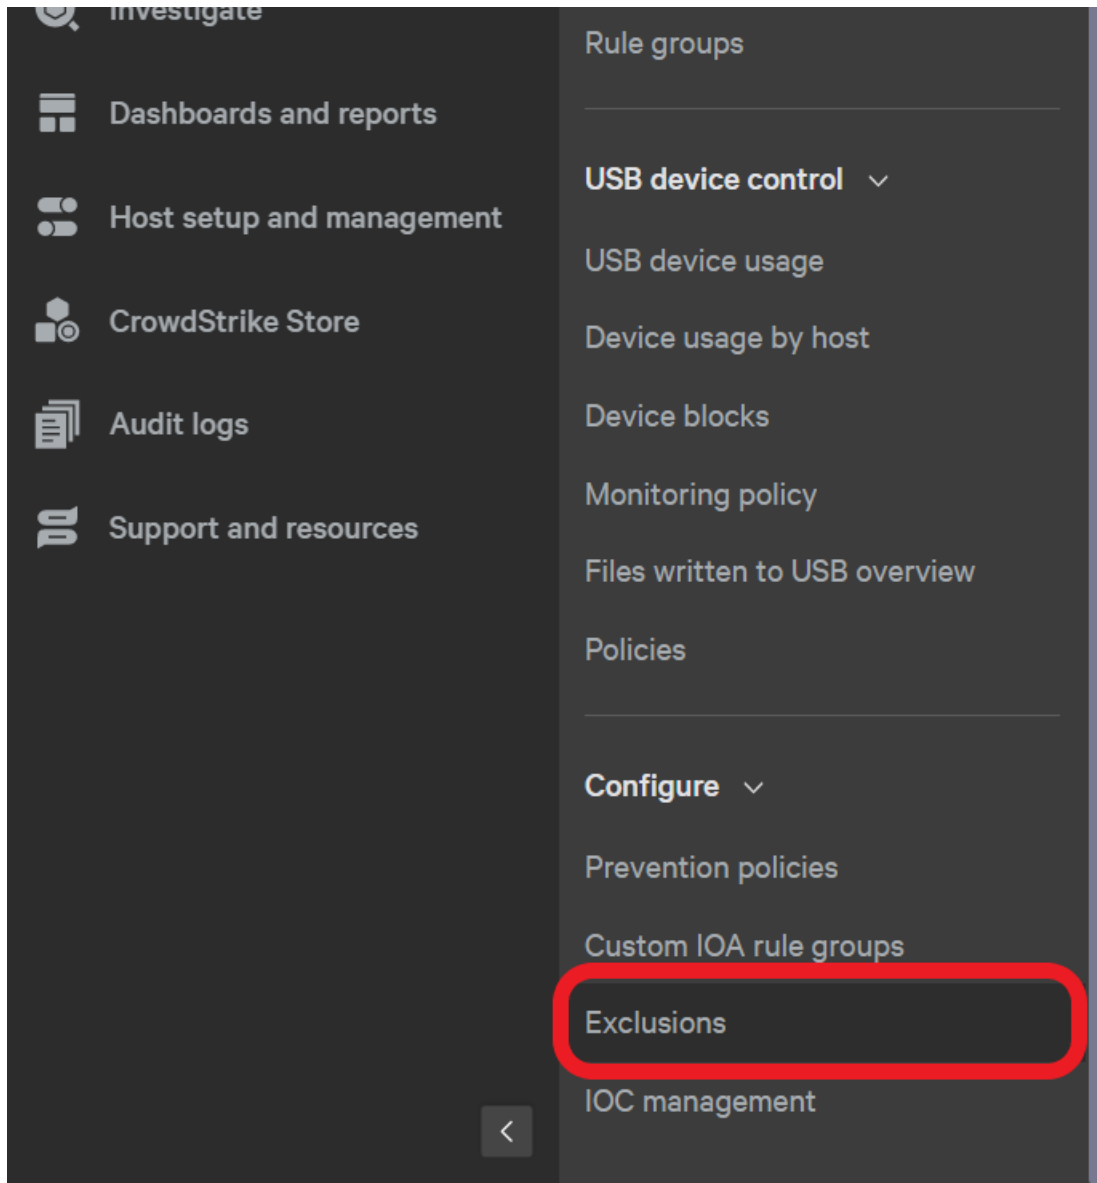 Investigate
Dashboards and reports
Host setup and management
CrowdStrike Store
Audit logs
Support and resources
Rule groups
USB device control
USB device usage
Device usage by host
Device blocks
Monitoring policy
Files written to USB overview
Policies
Configure
Prevention policies
Custom IOA rule groups
Exclusions
IOC management